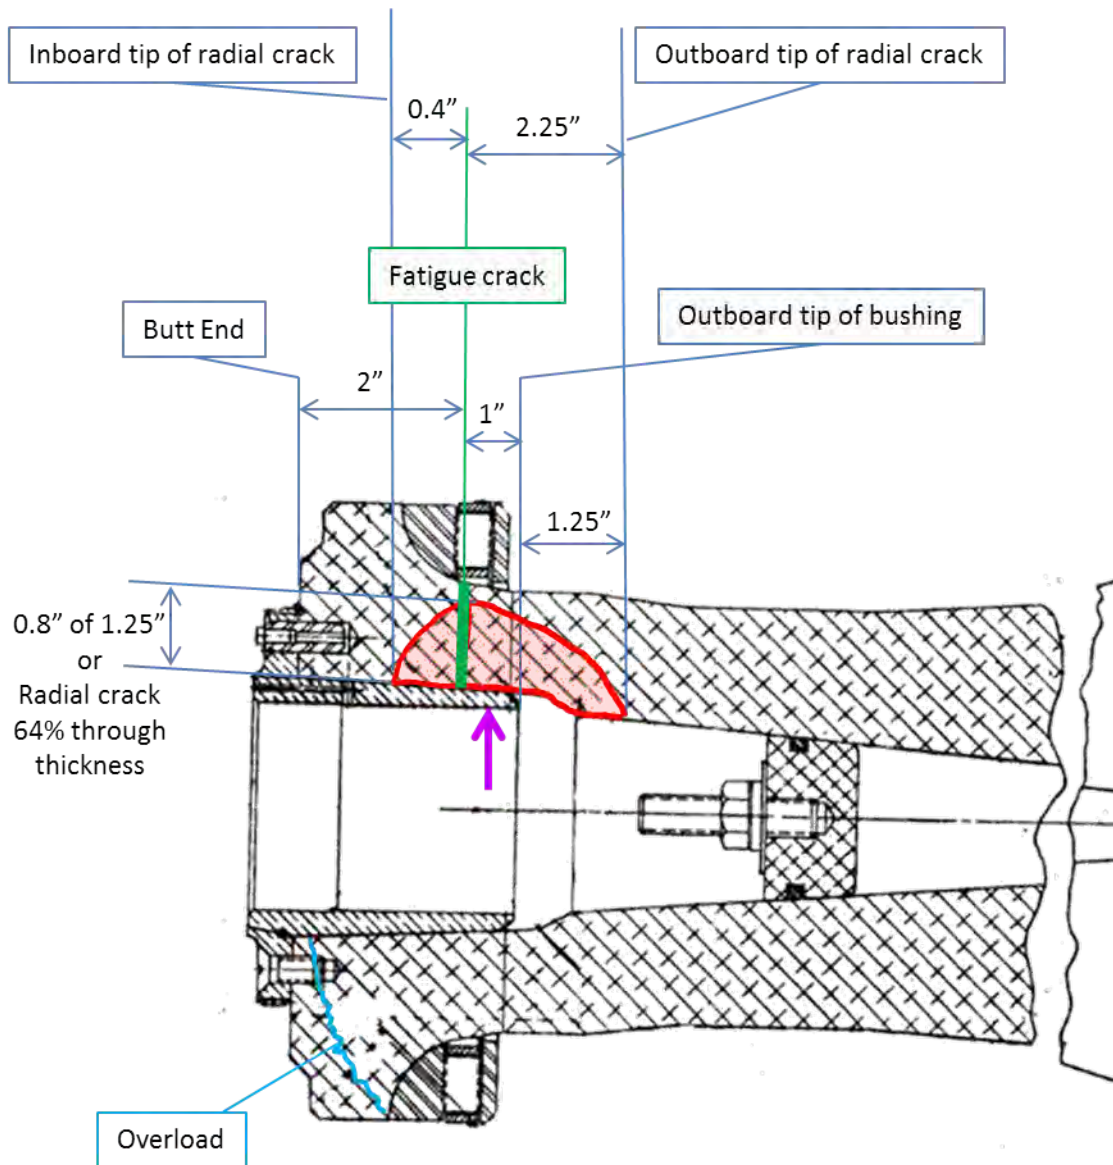 Inboard tip of radial crack
Outboard tip of radial crack
0.4”
2.25”
Fatigue crack
Butt End
Outboard tip of bushing
2”
1”
1.25”
0.8” of 1.25”
or
Radial crack
64% through
thickness
Overload